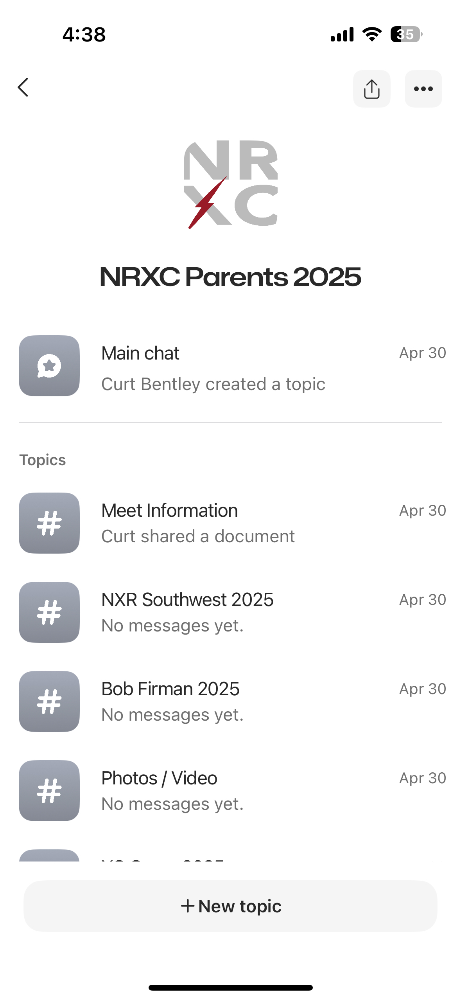 4:38
35
NR
XC
NRXC Parents 2025
Main chat
Apr 30
Curt Bentley created a topic
Topics
Meet Information
Apr 30
Curt shared a document
NXR Southwest 2025
Apr 30
No messages yet.
Bob Firman 2025
Apr 30
No messages yet.
Photos / Video
Apr 30
No messages yet.
New topic